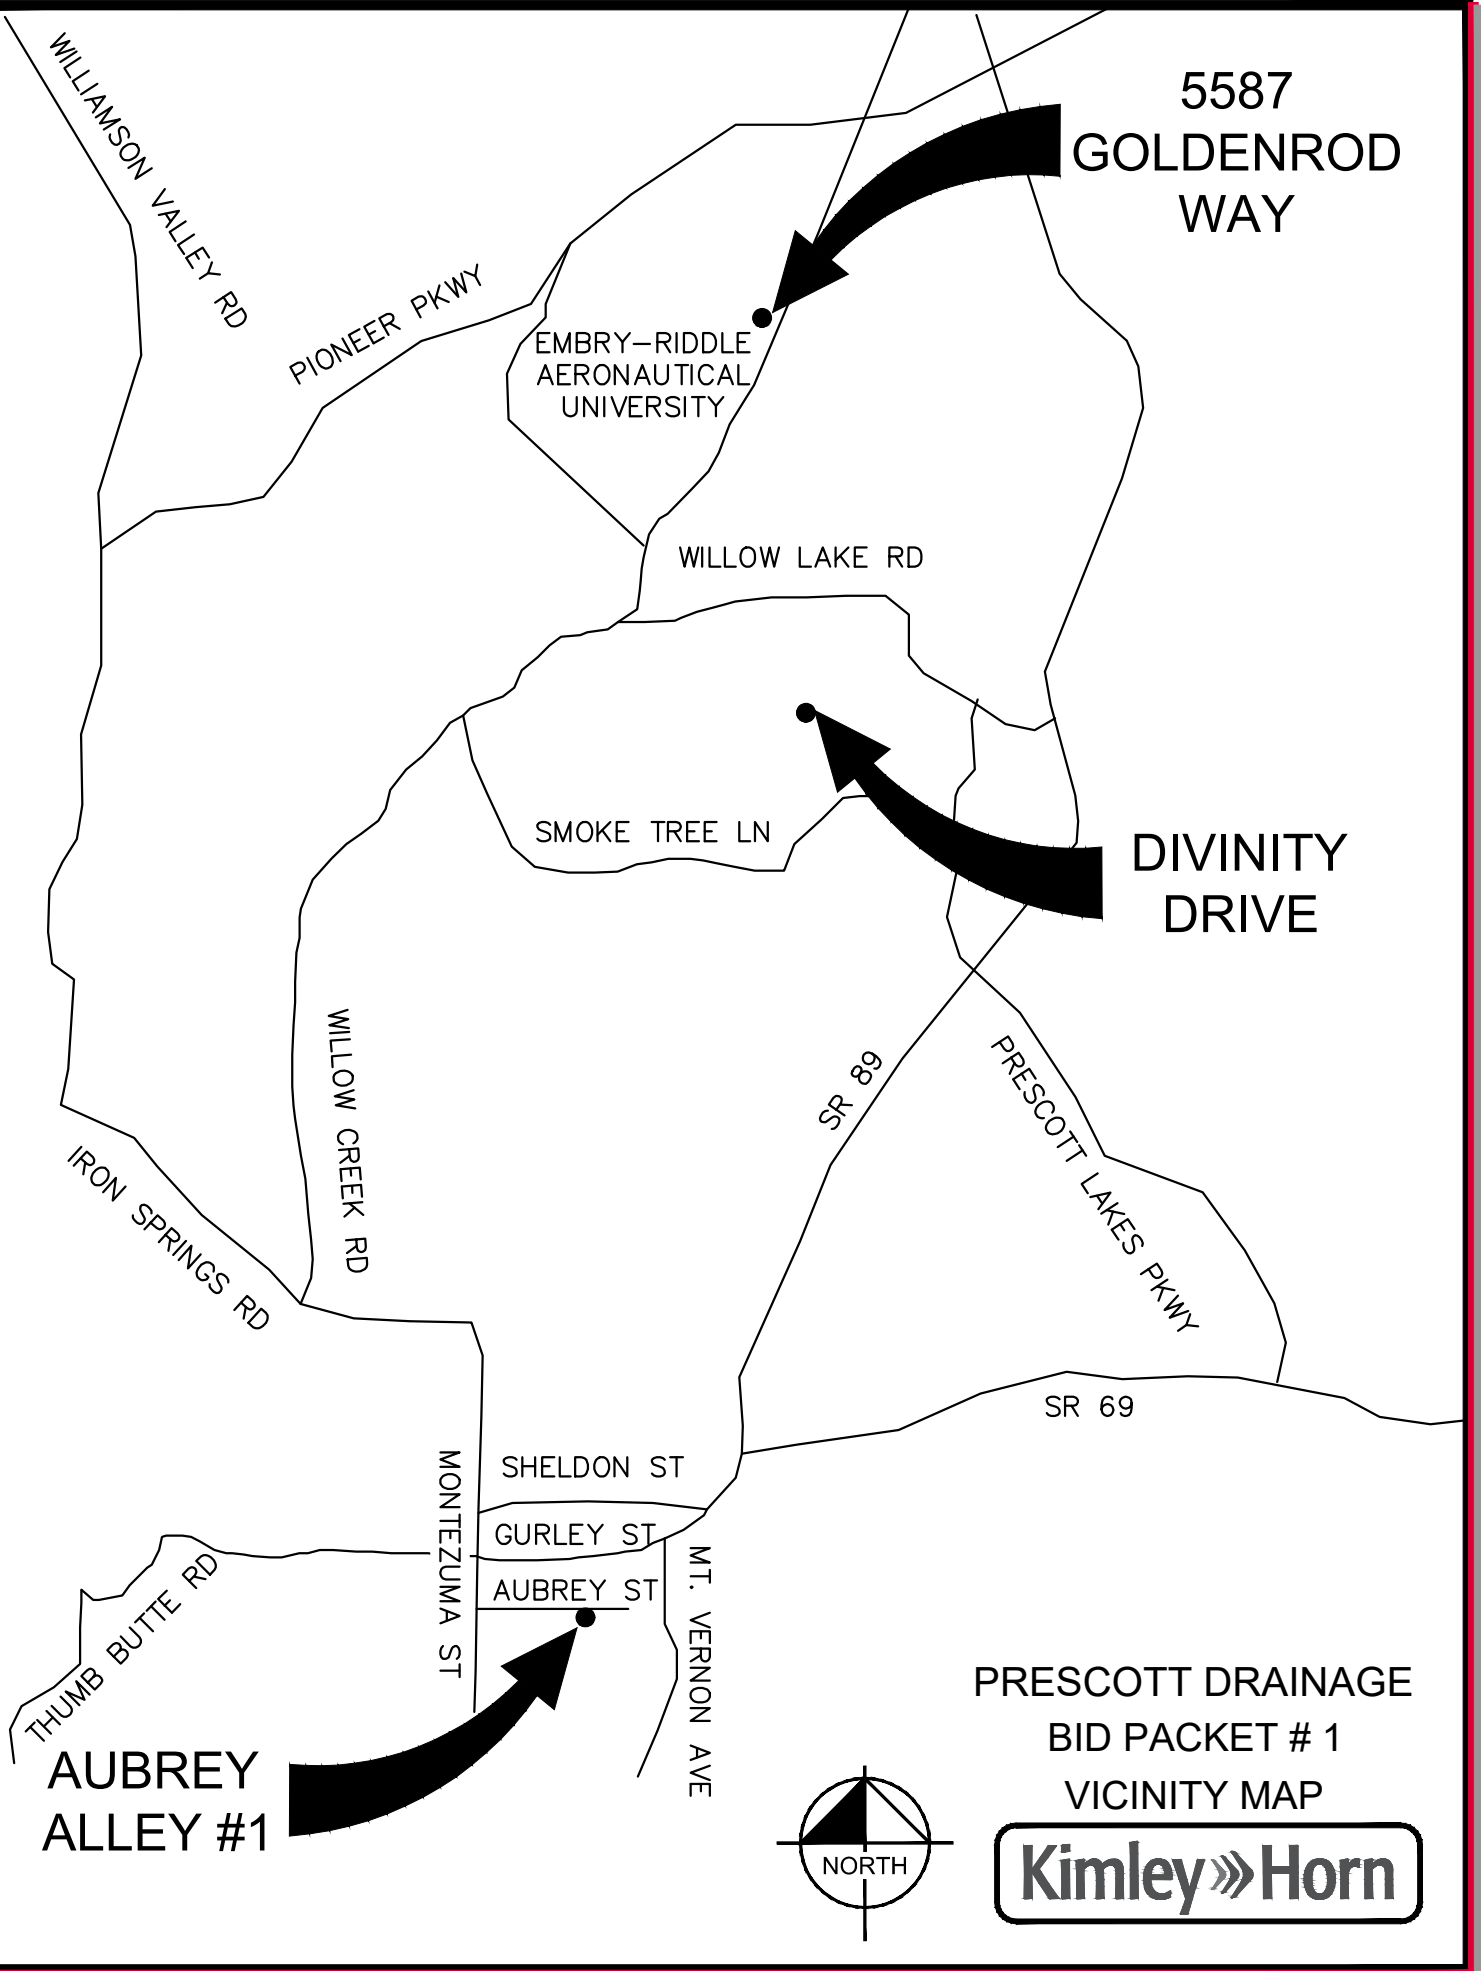 WILLIAMSON VALLEY RD
5587
GOLDENROD
WAY
PIONEER PKWY
EMBRY-RIDDLE
AERONAUTICAL
UNIVERSITY
WILLOW LAKE RD
SMOKE TREE LN
DIVINITY
DRIVE
WILLOW CREEK RD
SR 89
PRESCOTT LAKES PKWY
IRON SPRINGS RD
SR 69
MONTEZUMA ST
SHELDON ST
GURLEY ST
AUBREY ST
MT. VERNON AVE
THUMB BUTTE RD
AUBREY
ALLEY #1
PRESCOTT DRAINAGE
BID PACKET # 1
VICINITY MAP
NORTH
Kimley»Horn